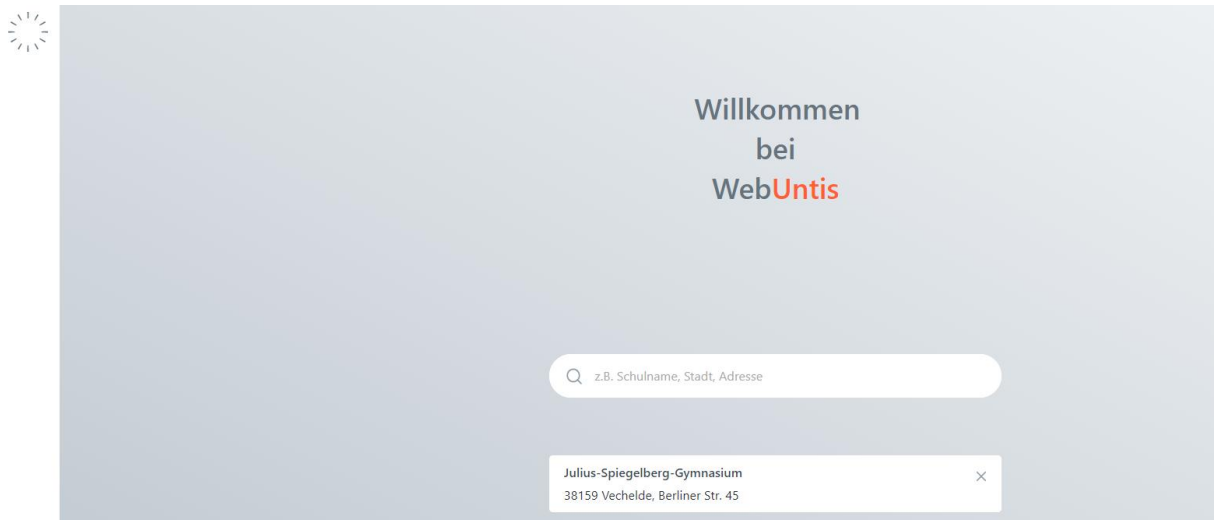 Willkommen
bei
WebUntis
z.B. Schulname, Stadt, Adresse
Julius-Spiegelberg-Gymnasium
38159 Vechelde, Berliner Str. 45